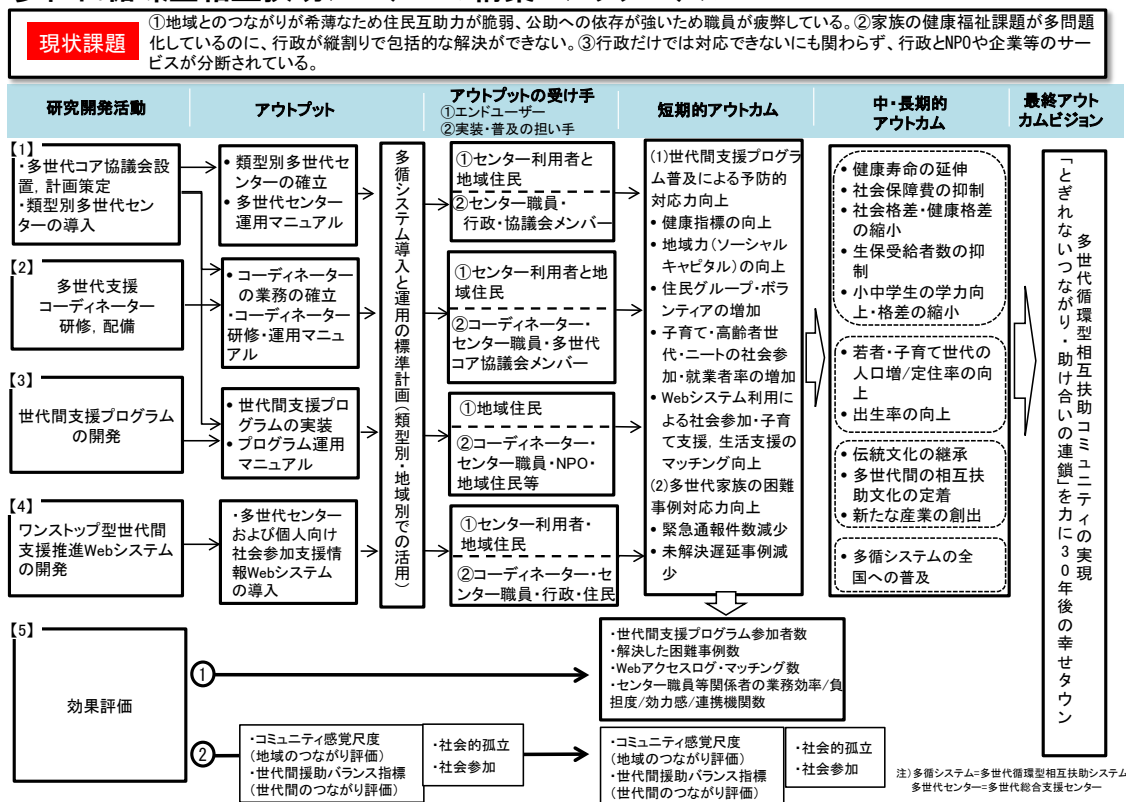 現状課題
①地域とのつながりが希薄なため住民互助力が脆弱、公助への依存が強いため職員が疲弊している。②家族の健康福祉課題が多問題
化しているのに、行政が縦割りで包括的な解決ができない。③行政だけでは対応できないにも関わらず、行政とNPOや企業等のサー
ビスが分断されている。
研究開発活動
アウトプット
アウトプットの受け手
①エンドユーザー
②実装・普及の担い手
短期的アウトカム
中・長期的
アウトカム
最終アウト
カムビジョン
【1】
・多世代コア協議会設
置, 計画策定
・類型別多世代セン
ターの導入
【2】
多世代支援
コーディネーター
研修, 配備
【3】
世代間支援プログラム
の開発
【4】
ワンストップ型世代間
支援推進Webシステム
の開発
【5】
効果評価
• 類型別多世代セ
ンターの確立
• 多世代センター
運用マニュアル
• コーディネーター
の業務の確立
・コーディネーター
研修・運用マニュ
アル
• 世代間支援プロ
グラムの実装
• プログラム運用
マニュアル
・多世代センター
および個人向け
社会参加支援情
報Webシステム
の導入
多循システム導入と運用の標準計画(類型別・地域別での活用)
①センター利用者と
地域住民
②センター職員・
行政・協議会メンバー
①センター利用者と地
域住民
②コーディネーター・
センター職員・多世代
コア協議会メンバー
①地域住民
②コーディネーター・
センター職員・NPO・
地域住民等
①センター利用者・
地域住民
②コーディネーター・セ
ンター職員・行政・住民
(1)世代間支援プログラ
ム普及による予防的
対応力向上
• 健康指標の向上
• 地域力(ソーシャル
キャピタル)の向上
• 住民グループ・ボラ
ンティアの増加
• 子育て・高齢者世
代・ニートの社会参
加・就業者率の増加
• Webシステム利用に
よる社会参加・子育
て支援, 生活支援の
マッチング向上
(2)多世代家族の困難
事例対応力向上
• 緊急通報件数減少
• 未解決遅延事例減
少
• 健康寿命の延伸
• 社会保障費の抑制
• 社会格差・健康格差
の縮小
• 生保受給者数の抑
制
• 小中学生の学力向
上・格差の縮小
• 若者・子育て世代の
人口増/定住率の向
上
• 出生率の向上
• 伝統文化の継承
• 多世代間の相互扶
助文化の定着
• 新たな産業の創出
• 多循システムの全
国への普及
多世代循環型相互扶助コミュニティの実現
「とぎれないつながり・助け合いの連鎖」を力に30年後の幸せタウン
①
・世代間支援プログラム参加者数
・解決した困難事例数
・Webアクセスログ・マッチング数
・センター職員等関係者の業務効率/負
担度/効力感/連携機関数
②
・コミュニティ感覚尺度
(地域のつながり評価)
・世代間援助バランス指標
(世代間のつながり評価)
・社会的孤立
・社会参加
・コミュニティ感覚尺度
(地域のつながり評価)
・世代間援助バランス指標
(世代間のつながり評価)
・社会的孤立
・社会参加
注)多循システム=多世代循環型相互扶助システム
多世代センター=多世代総合支援センター